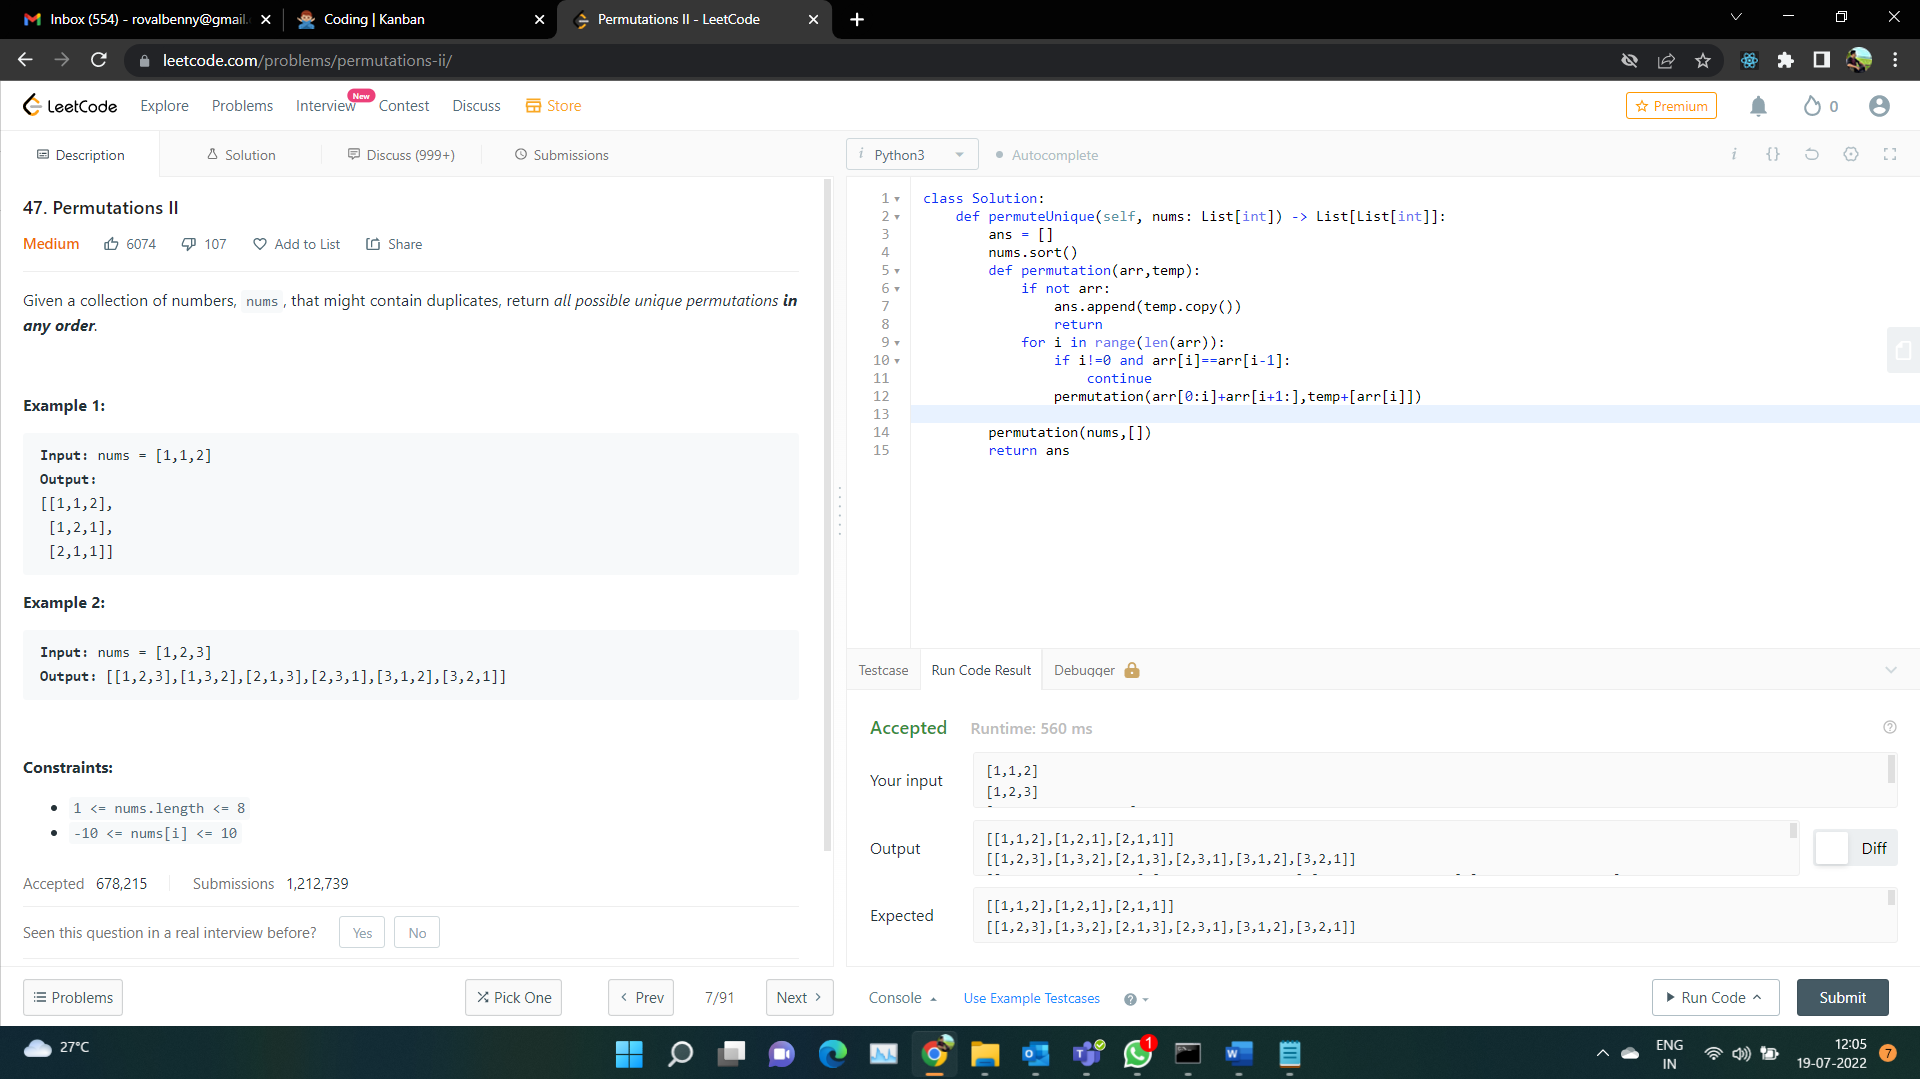 Inbox (554) - rovalbenny@gmail.
Coding | Kanban
Permutations II - LeetCode
leetcode.com/problems/permutations-ii/
LeetCode Explore Problems Interview New Contest Discuss Store
Premium 0
Description Solution Discuss (999+) Submissions
47. Permutations II
Medium 6074 107 Add to List Share
Given a collection of numbers, nums , that might contain duplicates, return all possible unique permutations in
any order.
Example 1:
Input: nums = [1,1,2]
Output:
[[1,1,2],
[1,2,1],
[2,1,1]]
Example 2:
Input: nums = [1,2,3]
Output: [[1,2,3],[1,3,2],[2,1,3],[2,3,1],[3,1,2],[3,2,1]]
Constraints:
1 <= nums.length <= 8
-10 <= nums[i] <= 10
Accepted 678,215 Submissions 1,212,739
Seen this question in a real interview before? Yes No
Problems Pick One Prev 7/91 Next
i Python3 Autocomplete i {}
1 class Solution:
2 def permuteUnique(self, nums: List[int]) -> List[List[int]]:
3 ans = []
4 nums.sort()
5 def permutation(arr,temp):
6 if not arr:
7 ans.append(temp.copy())
8 return
9 for i in range(len(arr)):
10 if i!=0 and arr[i]==arr[i-1]:
11 continue
12 permutation(arr[0:i]+arr[i+1:],temp+[arr[i]])
13
14 permutation(nums,[])
15 return ans
Testcase Run Code Result Debugger
Accepted Runtime: 560 ms
Your input
[1,1,2]
[1,2,3]
Output
[[1,1,2],[1,2,1],[2,1,1]]
[[1,2,3],[1,3,2],[2,1,3],[2,3,1],[3,1,2],[3,2,1]]
Diff
Expected
[[1,1,2],[1,2,1],[2,1,1]]
[[1,2,3],[1,3,2],[2,1,3],[2,3,1],[3,1,2],[3,2,1]]
Console Use Example Testcases Run Code Submit
27°C
1
ENG
IN
12:05
19-07-2022
7